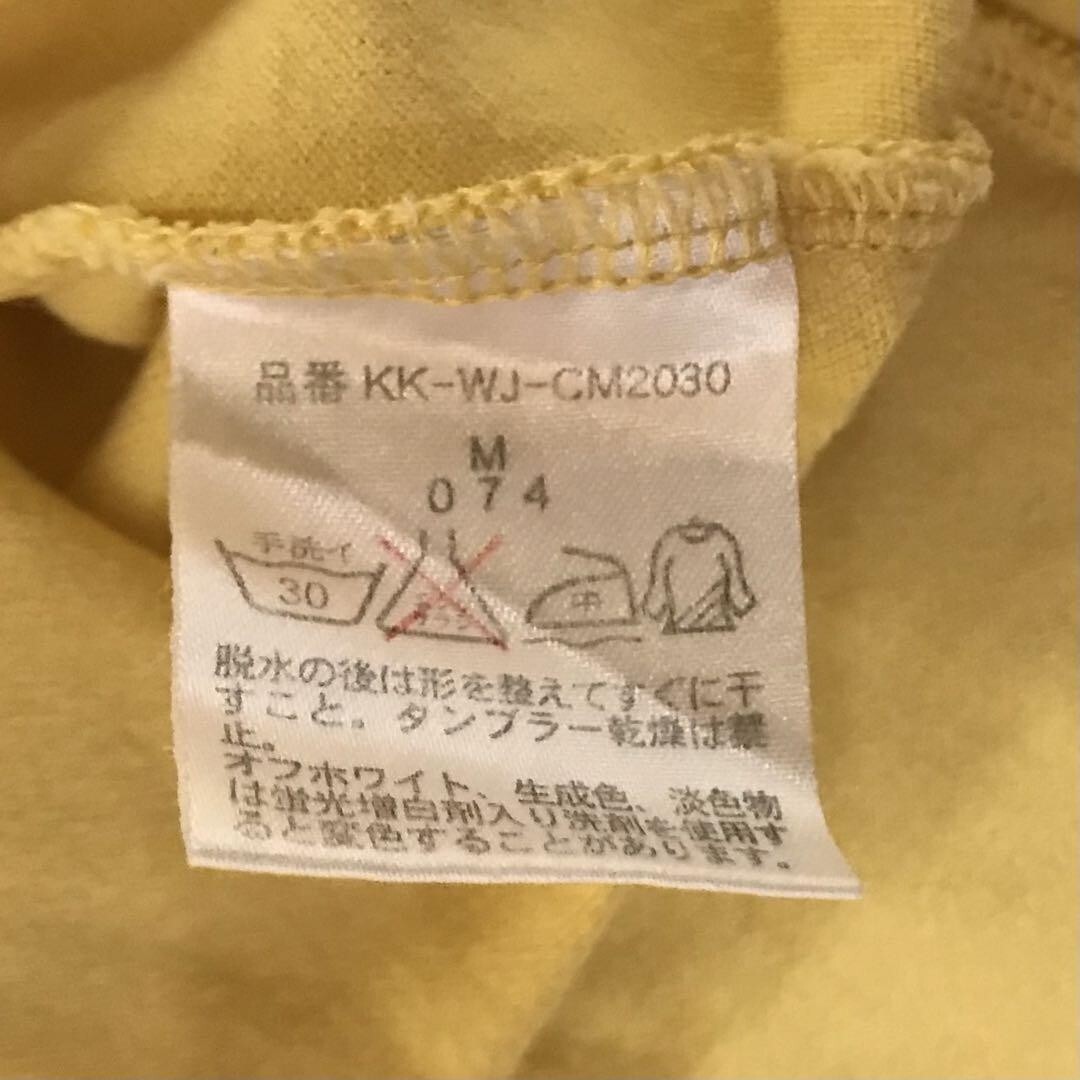 品番 KK-WJ-CM2030
M
074
手洗イ
30
中
脱水の後は形を整えてすぐに干
すこと。タンブラー乾燥は禁
止。
オフホワイト、生成色、淡色物
は蛍光増白剤入り洗剤を使用す
ると変色することがあります。